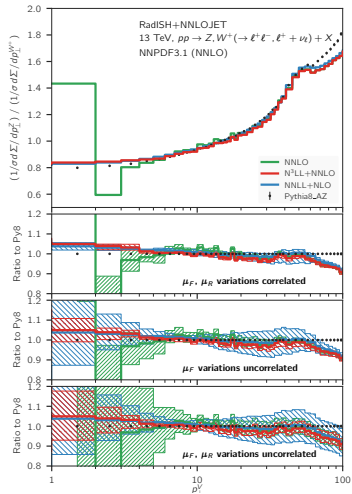 RadISH+NNLOJET
13 TeV, pp → Z, W⁺(→ ℓ⁺ℓ⁻, ℓ⁺ + νℓ) + X
NNPDF3.1 (NNLO)
(1/σdΣ/dp⊥^Z) / (1/σdΣ/dp⊥^W⁺)
2.0
1.8
1.6
1.4
1.2
1.0
0.8
0.6
NNLO
N³LL+NNLO
NNLL+NLO
Pythia8_AZ
Ratio to Py8
1.2
1.1
1.0
0.9
0.8
μF, μR variations correlated
Ratio to Py8
1.2
1.1
1.0
0.9
0.8
μF variations uncorrelated
Ratio to Py8
1.2
1.1
1.0
0.9
0.8
μF, μR variations uncorrelated
1 10 100
p⊥^V